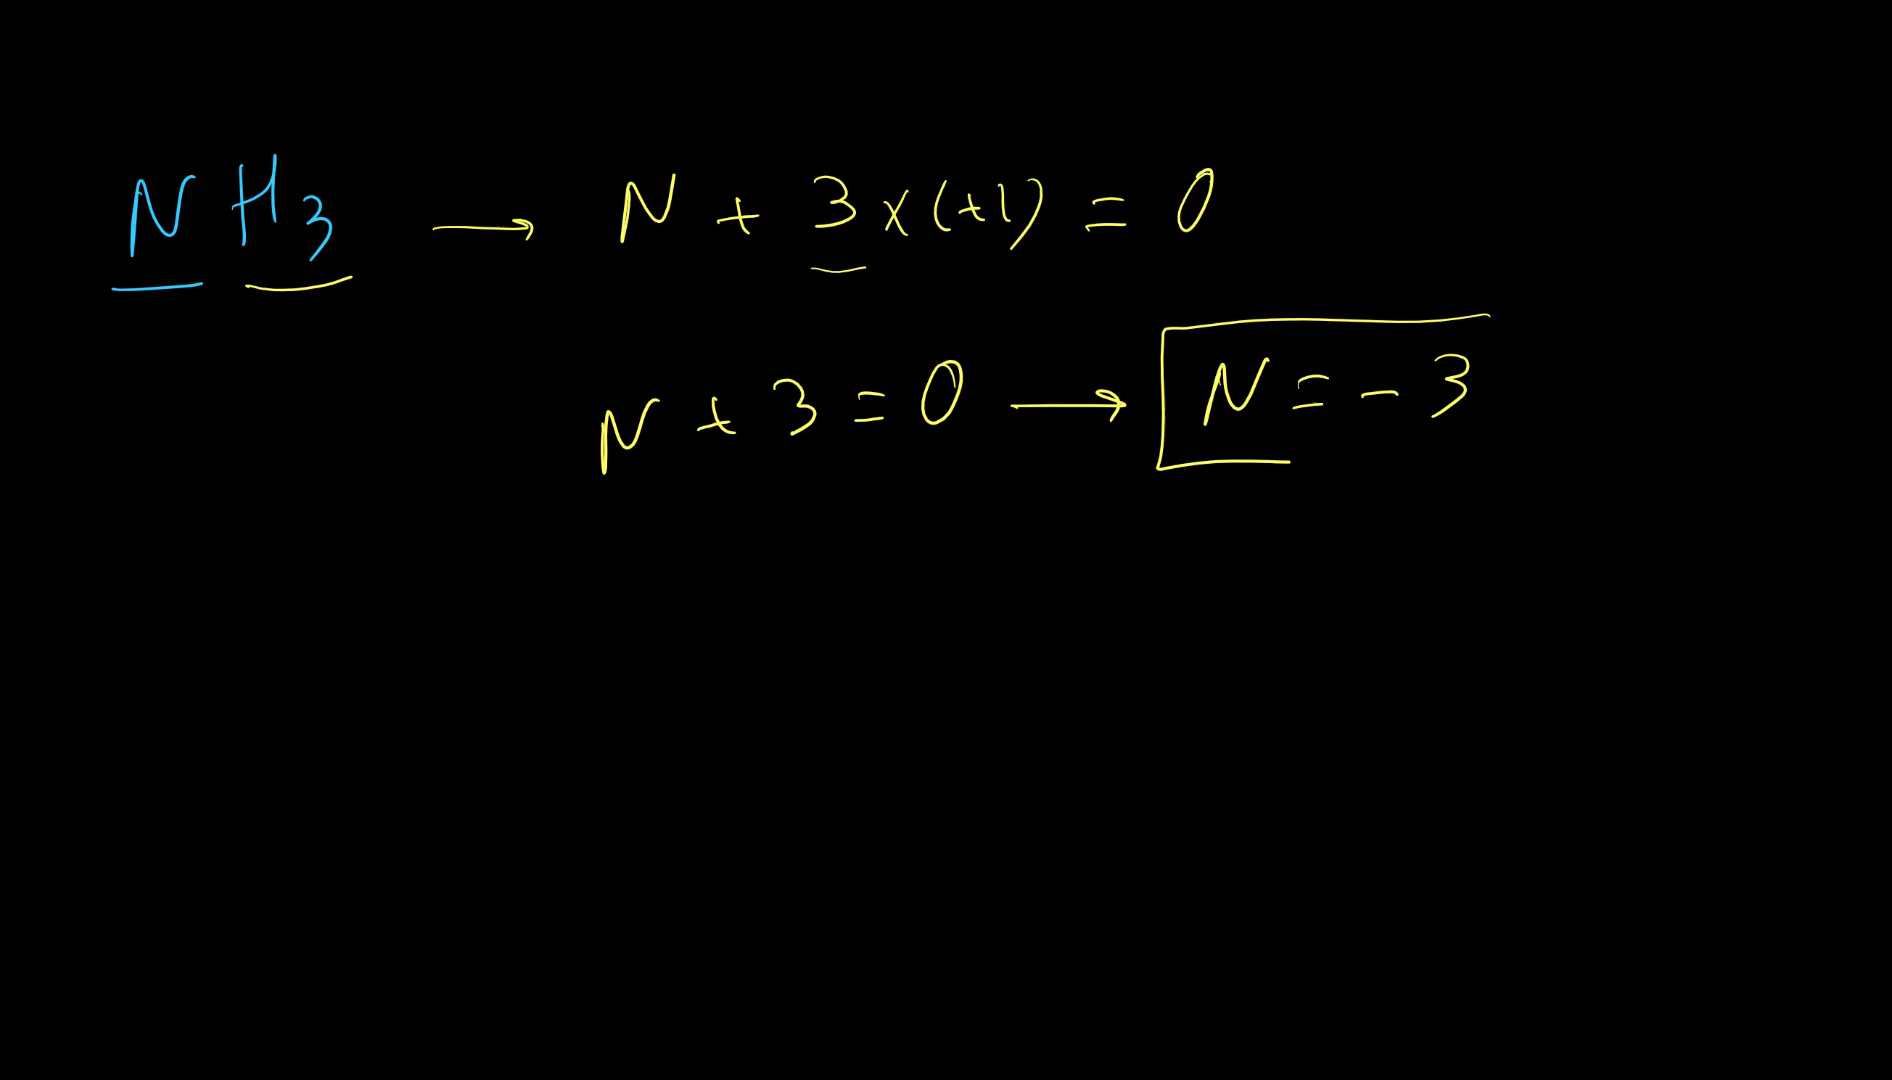 NH₃ → N + 3 x (+1) = 0
N + 3 = 0 → N = - 3